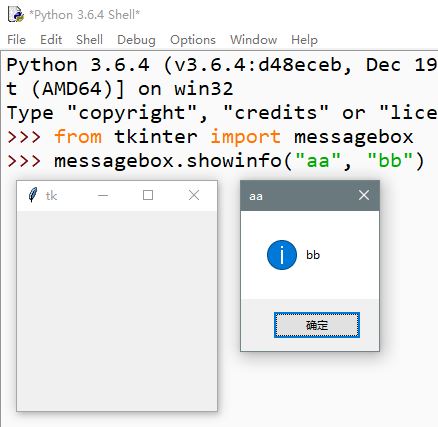 *Python 3.6.4 Shell*
File Edit Shell Debug Options Window Help
Python 3.6.4 (v3.6.4:d48eceb, Dec 19
t (AMD64)] on win32
Type "copyright", "credits" or "lice
>>> from tkinter import messagebox
>>> messagebox.showinfo("aa", "bb")
tk
aa
bb
确定